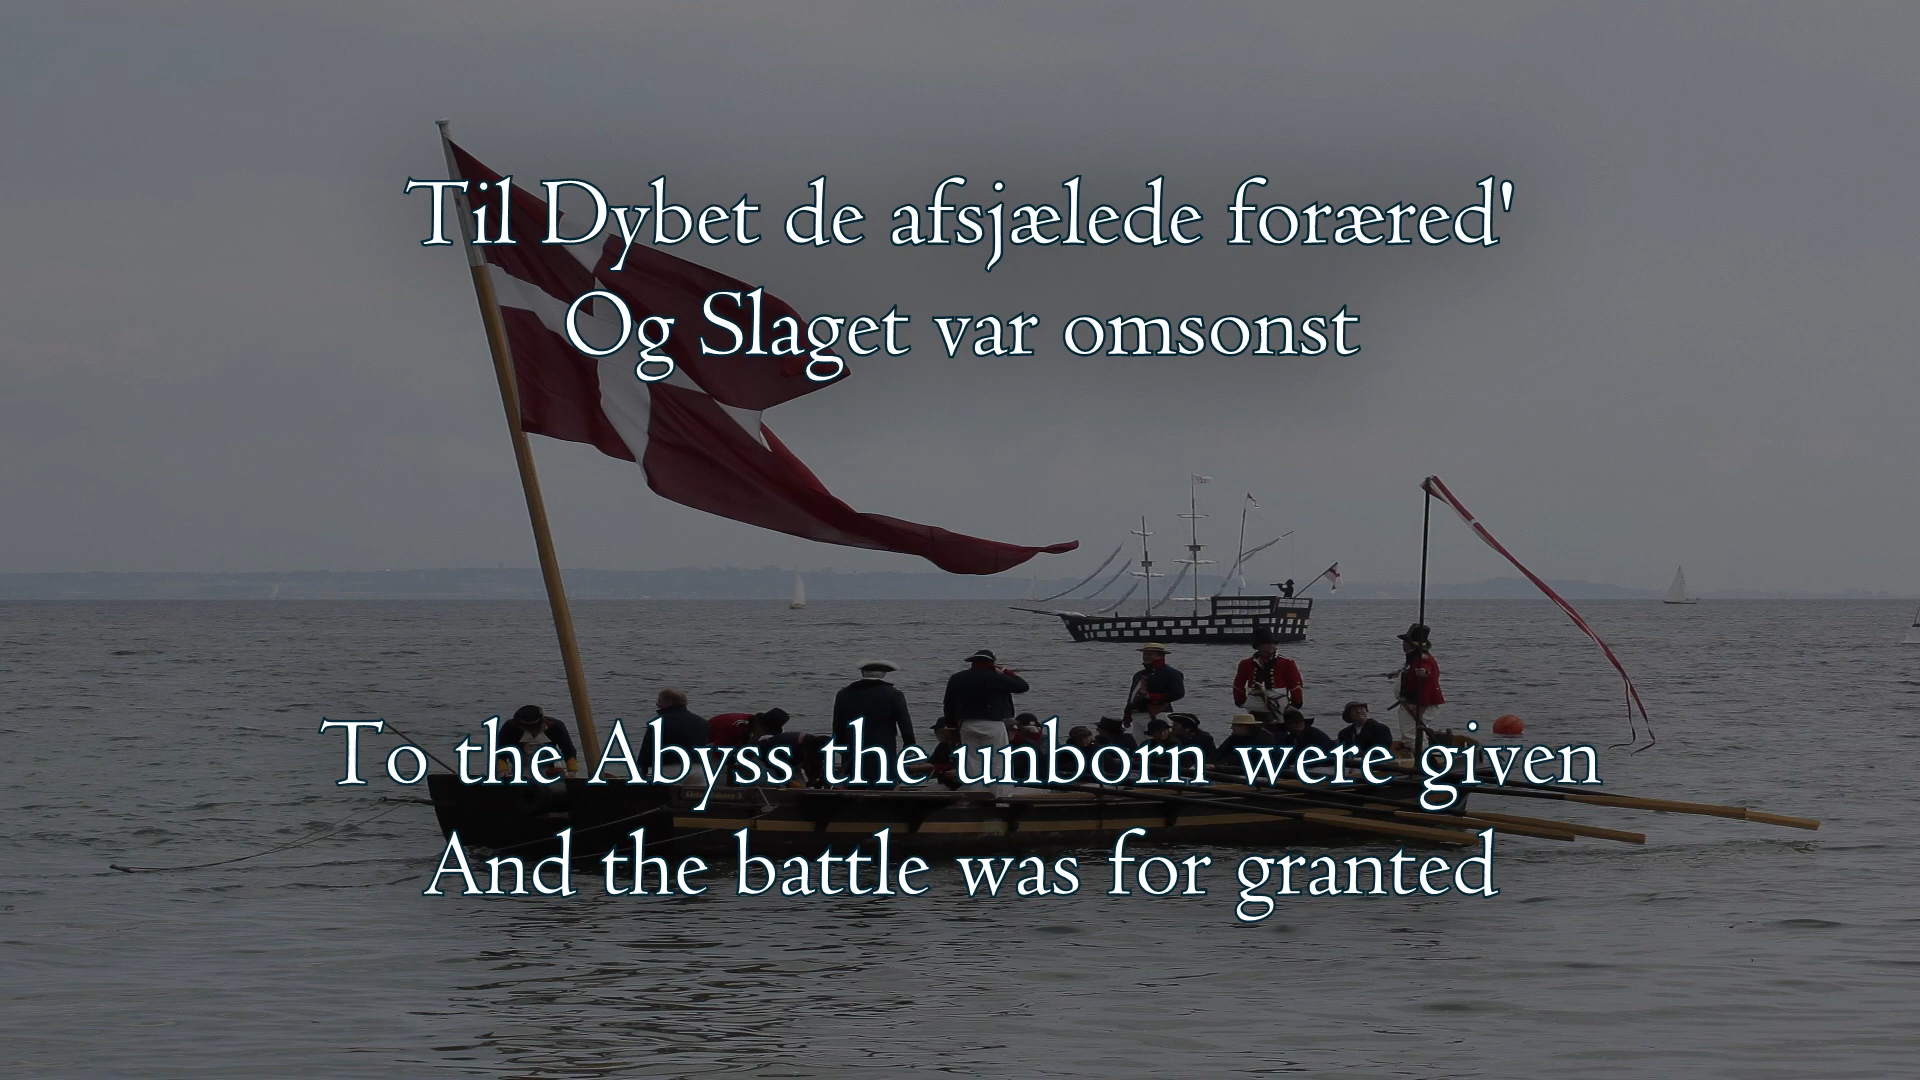 Til Dybet de afsjælede foræred'
Og Slaget var omsonst
To the Abyss the unborn were given
And the battle was for granted